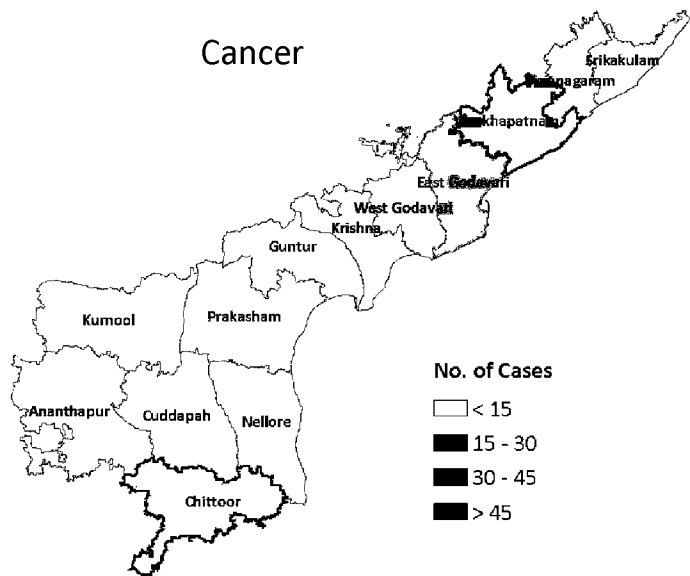 Cancer
Srikakulam
Vizianagaram
Visakhapatnam
East Godavari
West Godavari
Krishna
Guntur
Kurnool
Prakasham
No. of Cases
< 15
Ananthapur
Cuddapah
Nellore
15 - 30
30 - 45
Chittoor
> 45